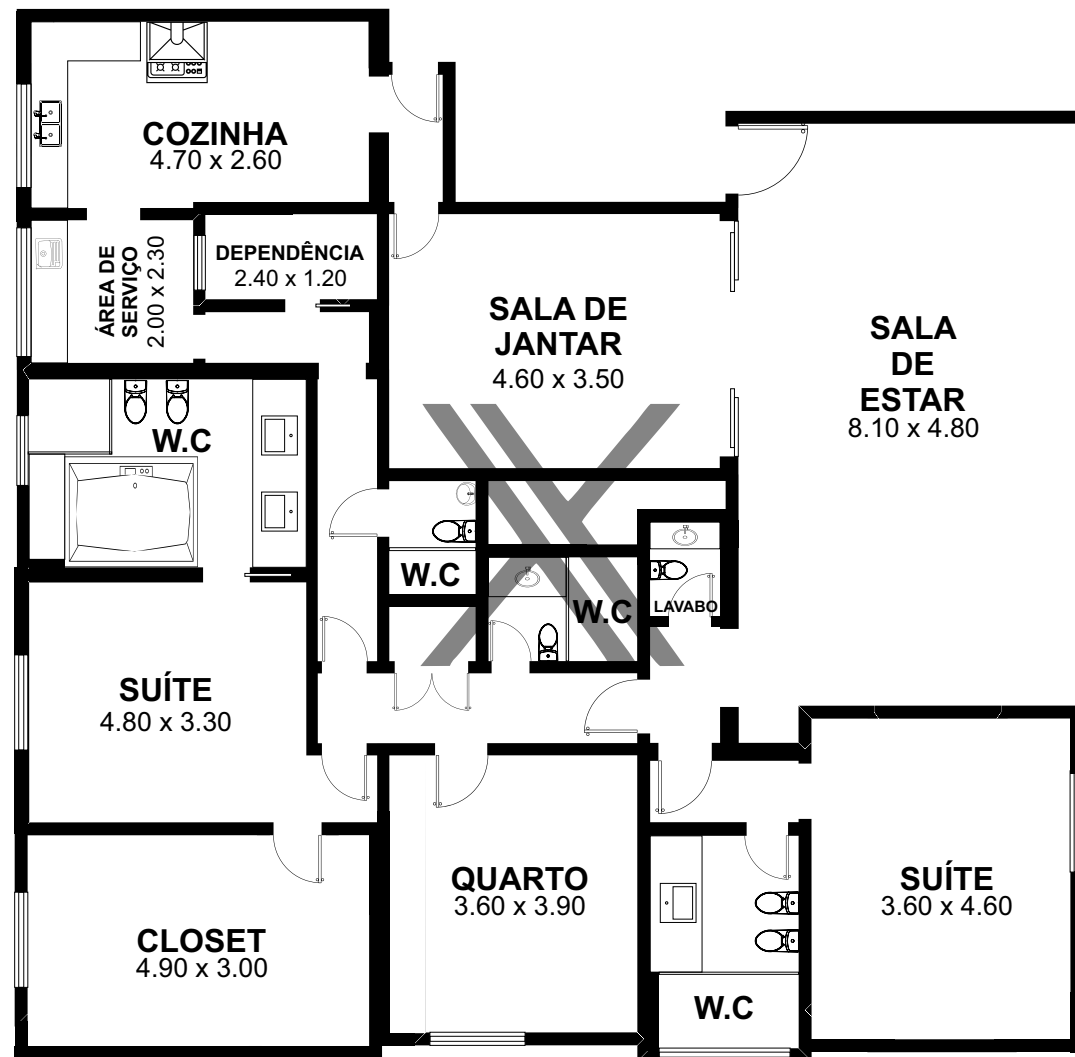 COZINHA
4.70 x 2.60
ÁREA DE
SERVIÇO
2.00 x 2.30
DEPENDÊNCIA
2.40 x 1.20
SALA DE
JANTAR
4.60 x 3.50
SALA
DE
ESTAR
8.10 x 4.80
W.C
W.C
W.C
LAVABO
SUÍTE
4.80 x 3.30
CLOSET
4.90 x 3.00
QUARTO
3.60 x 3.90
SUÍTE
3.60 x 4.60
W.C